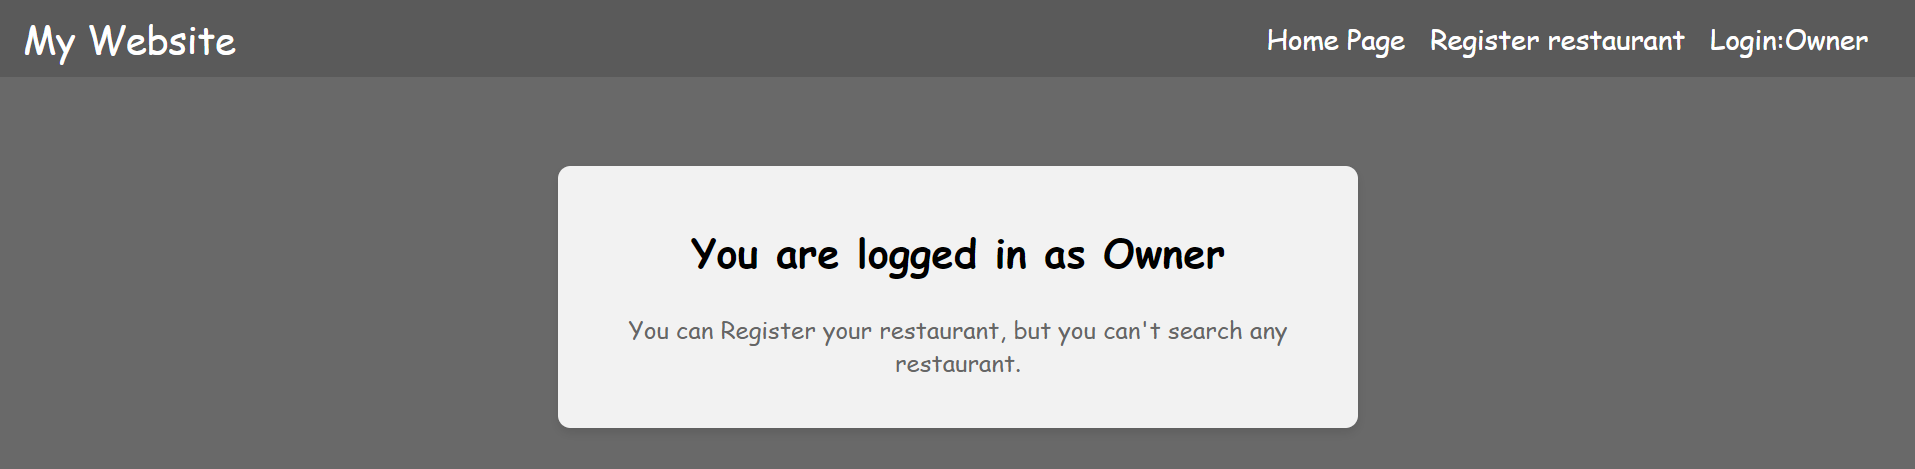 My Website
Home Page Register restaurant Login:Owner
You are logged in as Owner
You can Register your restaurant, but you can't search any
restaurant.